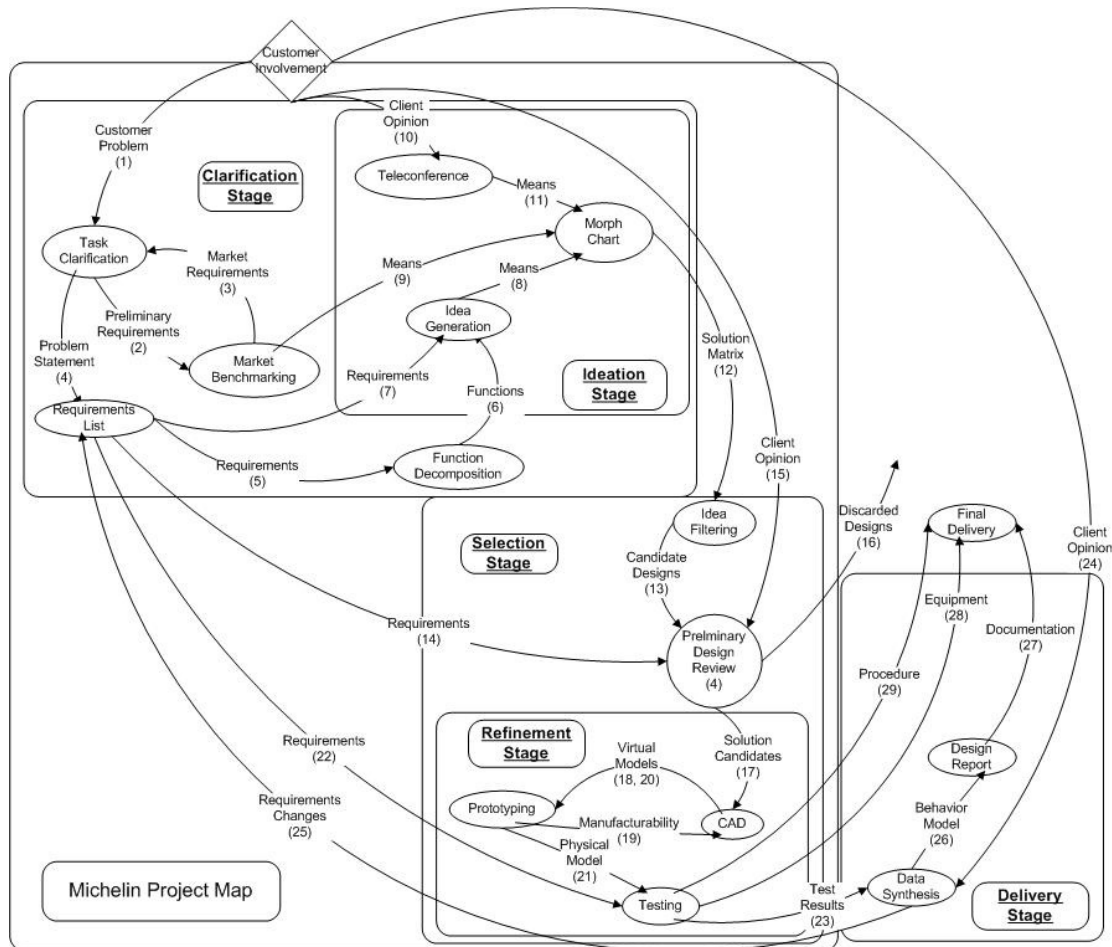 Customer
Involvement
Client
Opinion
(10)
Customer
Problem
(1)
Clarification
Stage
Teleconference
Means
(11)
Morph
Chart
Task
Clarification
Market
Requirements
(3)
Means
(9)
Means
(8)
Idea
Generation
Preliminary
Requirements
(2)
Problem
Statement
(4)
Market
Benchmarking
Solution
Matrix
(12)
Requirements
(7)
Functions
(6)
Ideation
Stage
Requirements
List
Requirements
(5)
Function
Decomposition
Client
Opinion
(15)
Idea
Filtering
Discarded
Designs
(16)
Final
Delivery
Client
Opinion
(24)
Selection
Stage
Candidate
Designs
(13)
Equipment
(28)
Requirements
(14)
Prelminary
Design
Review
(4)
Documentation
(27)
Procedure
(29)
Refinement
Stage
Requirements
(22)
Virtual
Models
(18, 20)
Solution
Candidates
(17)
Design
Report
Requirements
Changes
(25)
Prototyping
Manufacturability
(19)
CAD
Behavior
Model
(26)
Physical
Model
(21)
Michelin Project Map
Testing
Test
Results
(23)
Data
Synthesis
Delivery
Stage